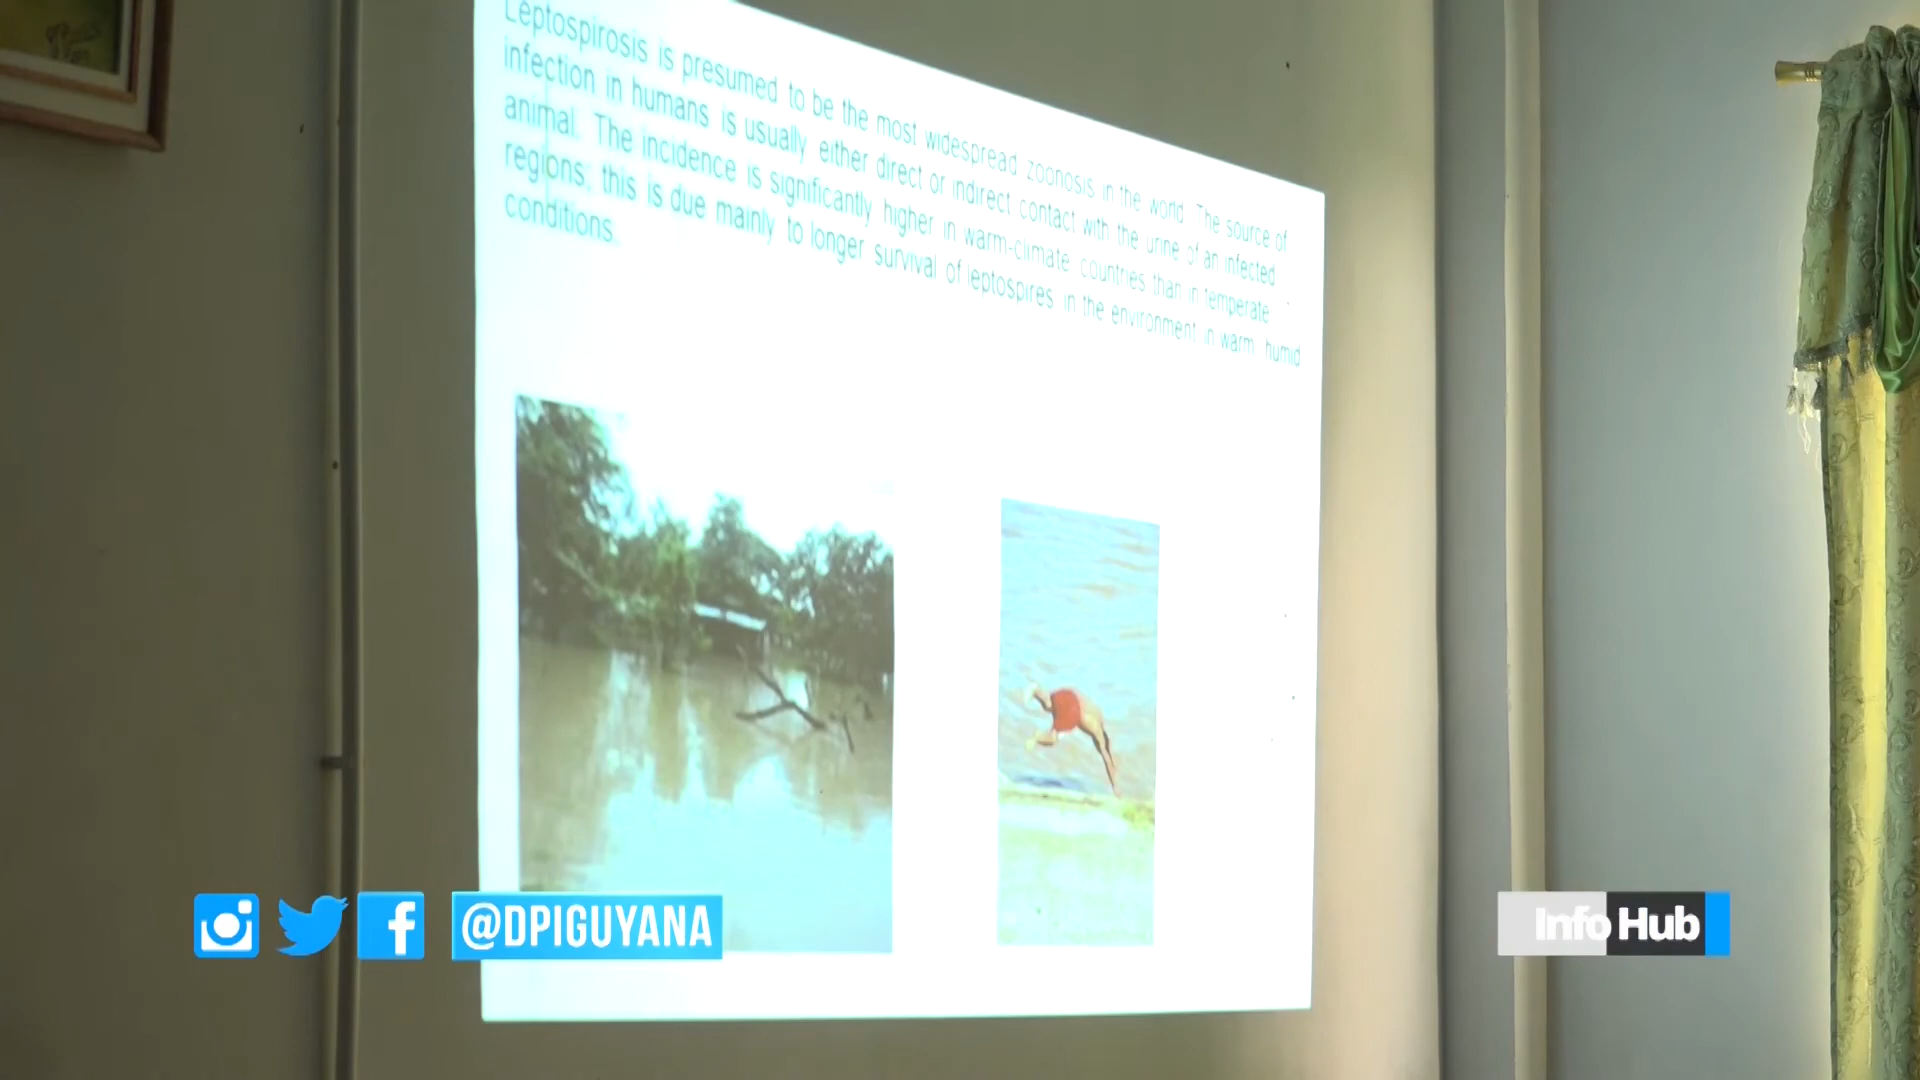 Leptospirosis is presumed to be the most widespread zoonosis in the world. The source of
infection in humans is usually either direct or indirect contact with the urine of an infected
animal. The incidence is significantly higher in warm-climate countries than in temperate
regions; this is due mainly to longer survival of leptospires in the environment in warm, humid
conditions.
@DPIGUYANA
Info Hub